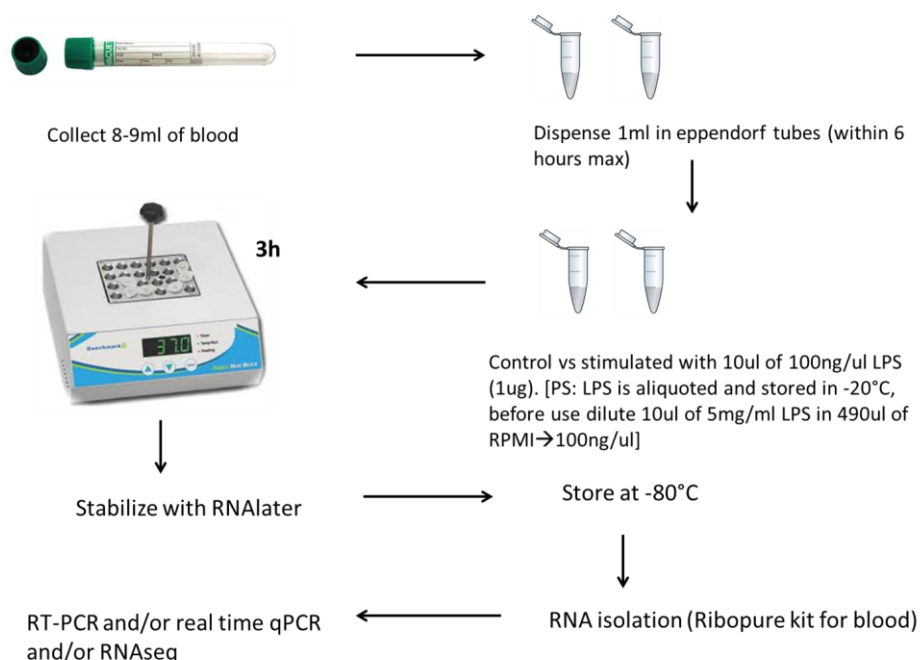 Collect 8-9ml of blood
Dispense 1ml in eppendorf tubes (within 6
hours max)
3h
Benchmark
37.0
Control vs stimulated with 10ul of 100ng/ul LPS
(1ug). [PS: LPS is aliquoted and stored in -20°C,
before use dilute 10ul of 5mg/ml LPS in 490ul of
RPMI→100ng/ul]
Stabilize with RNAlater
Store at -80°C
RNA isolation (Ribopure kit for blood)
RT-PCR and/or real time qPCR
and/or RNAseq